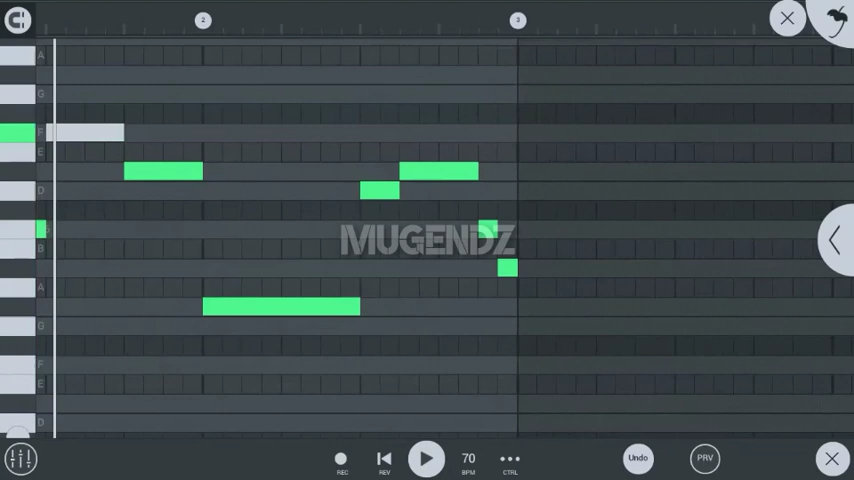 2 3
A
G
F
E
D
MUGENDZ
B
A
G
F
E
D
70
Undo PRV
REC REV BPM CTRL